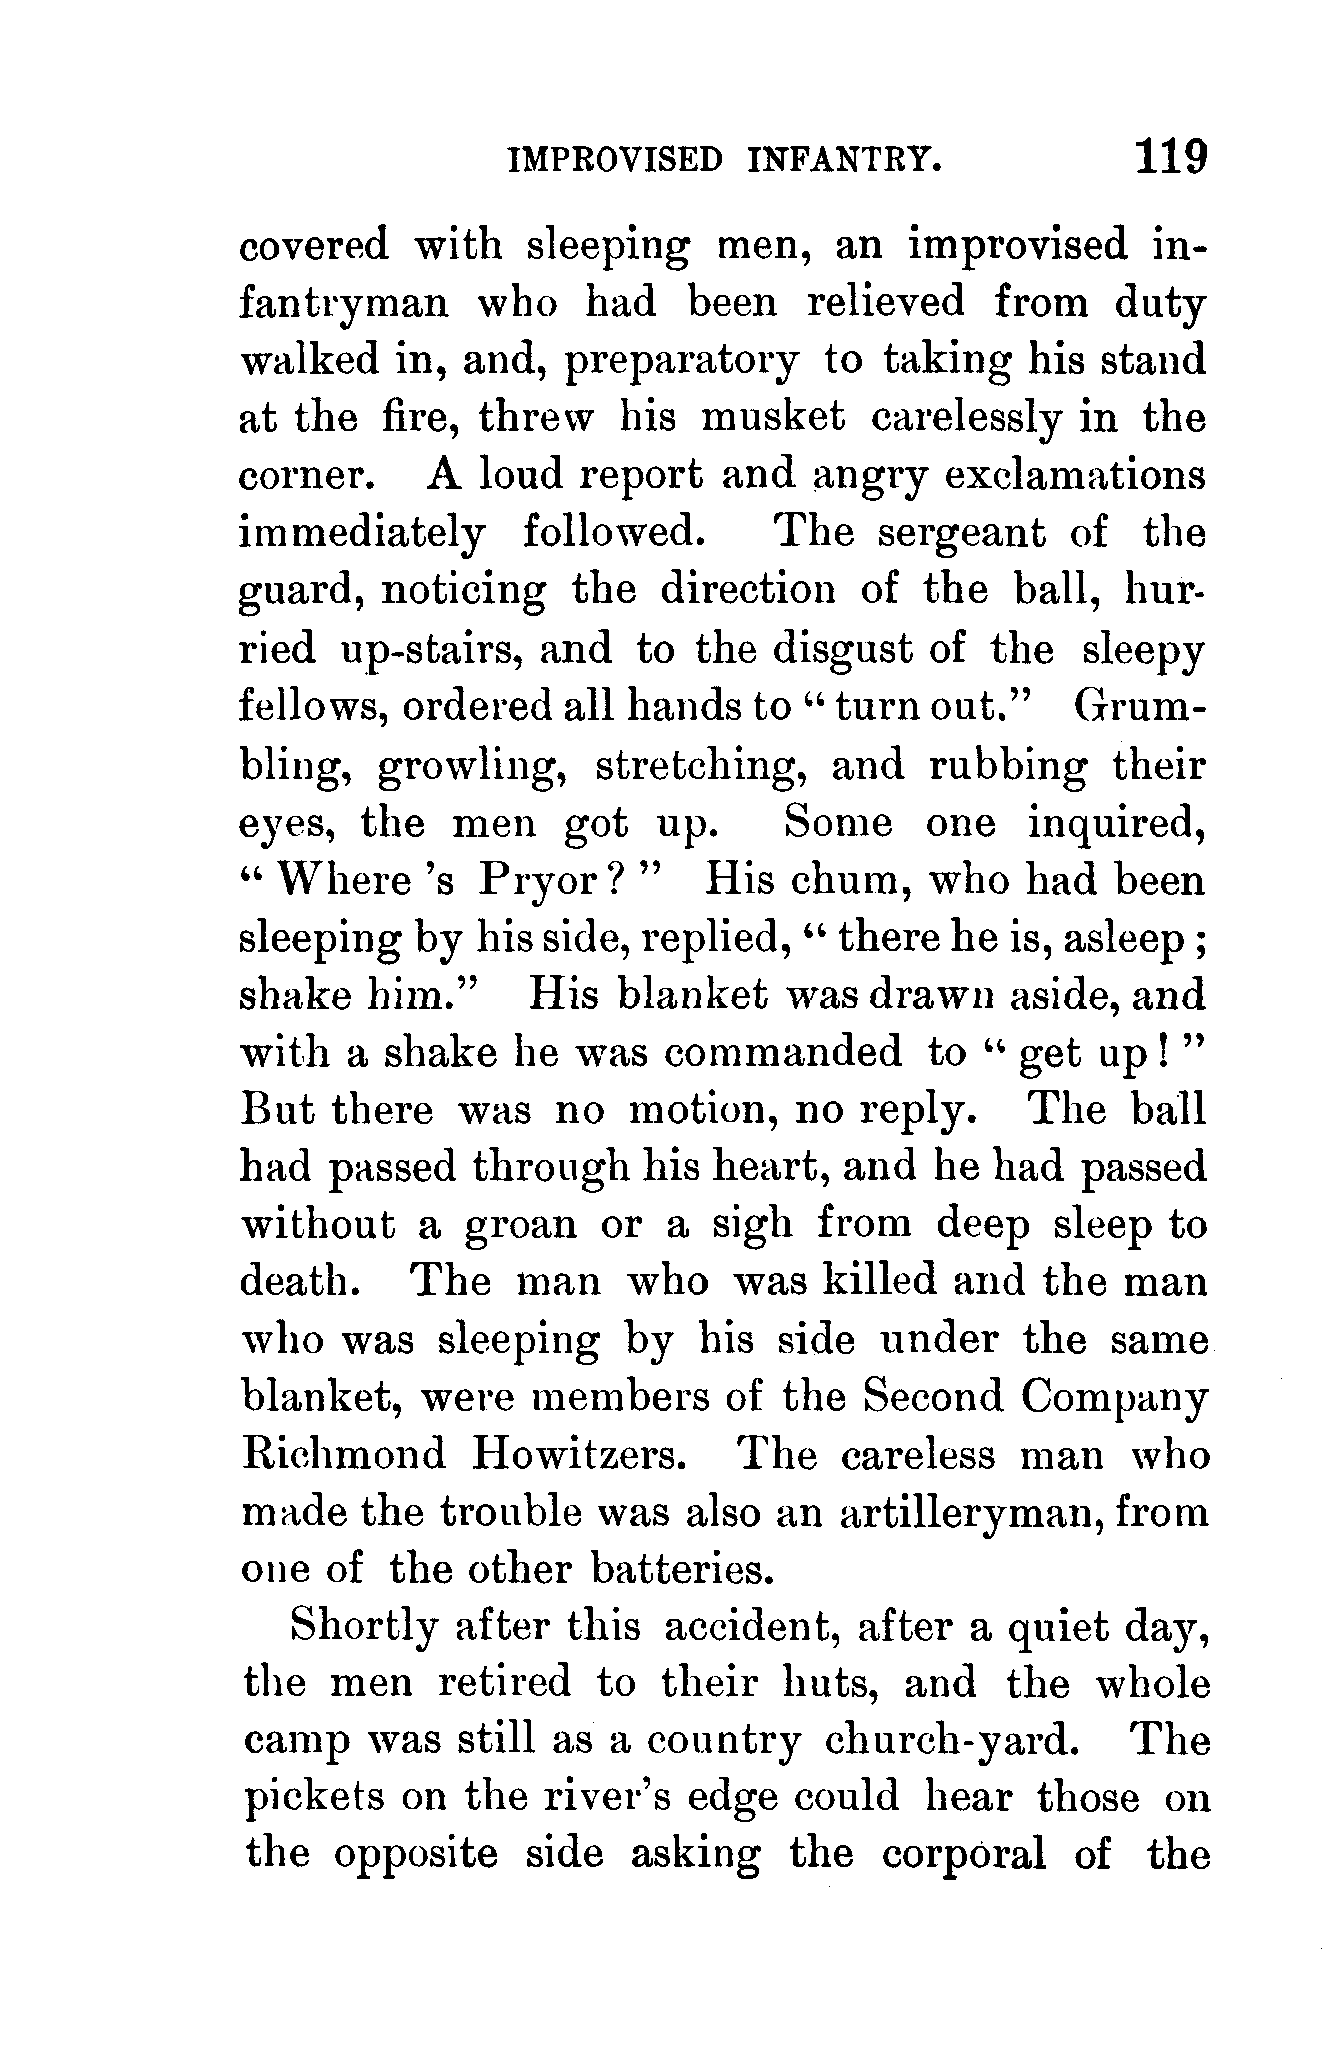 IMPROVISED INFANTRY. 119
covered with sleeping men, an improvised in-
fantryman who had been relieved from duty
walked in, and, preparatory to taking his stand
at the fire, threw his musket carelessly in the
corner. A loud report and angry exclamations
immediately followed. The sergeant of the
guard, noticing the direction of the ball, hur-
ried up-stairs, and to the disgust of the sleepy
fellows, ordered all hands to “ turn out.” Grum-
bling, growling, stretching, and rubbing their
eyes, the men got up. Some one inquired,
“ Where ’s Pryor ? ” His chum, who had been
sleeping by his side, replied, “ there he is, asleep ;
shake him.” His blanket was drawn aside, and
with a shake he was commanded to “ get up ! ”
But there was no motion, no reply. The ball
had passed through his heart, and he had passed
without a groan or a sigh from deep sleep to
death. The man who was killed and the man
who was sleeping by his side under the same
blanket, were members of the Second Company
Richmond Howitzers. The careless man who
made the trouble was also an artilleryman, from
one of the other batteries.
Shortly after this accident, after a quiet day,
the men retired to their huts, and the whole
camp was still as a country church-yard. The
pickets on the river’s edge could hear those on
the opposite side asking the corporal of the